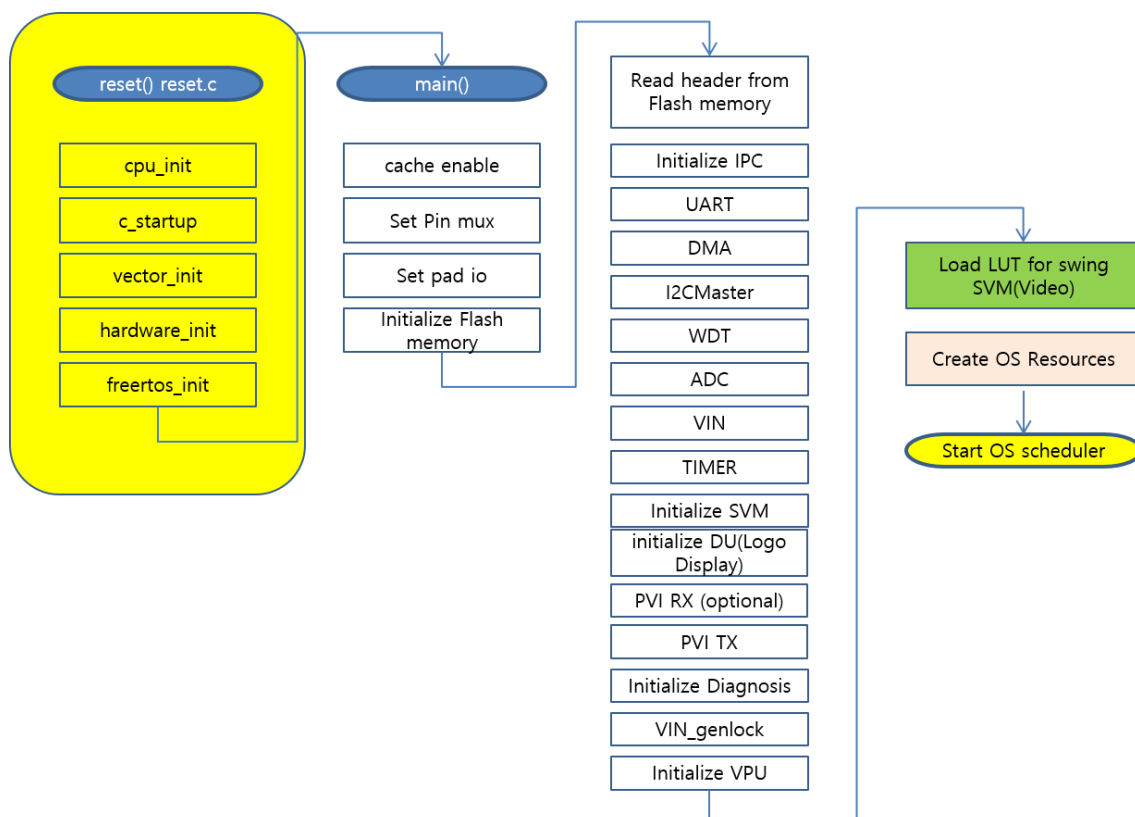 reset() reset.c
cpu_init
c_startup
vector_init
hardware_init
freertos_init
main()
cache enable
Set Pin mux
Set pad io
Initialize Flash
memory
Read header from
Flash memory
Initialize IPC
UART
DMA
I2CMaster
WDT
ADC
VIN
TIMER
Initialize SVM
initialize DU(Logo
Display)
PVI RX (optional)
PVI TX
Initialize Diagnosis
VIN_genlock
Initialize VPU
Load LUT for swing
SVM(Video)
Create OS Resources
Start OS scheduler